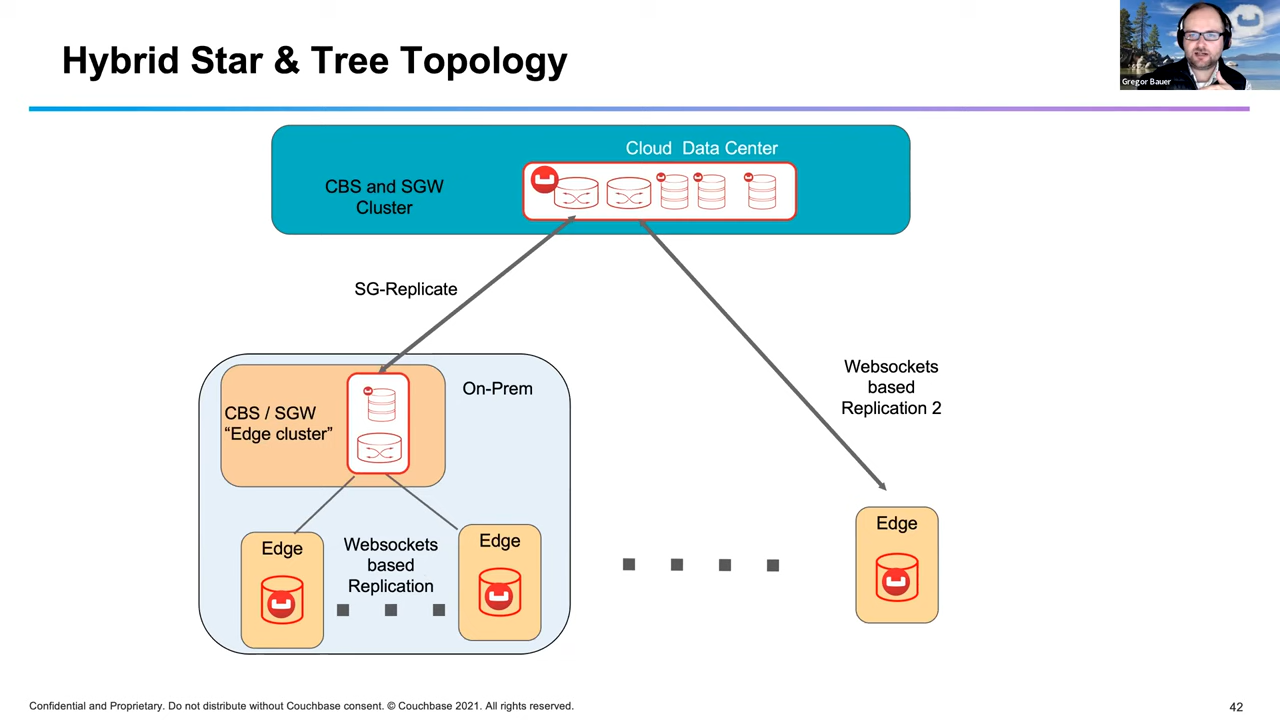 Hybrid Star & Tree Topology
Gregor Bauer
Cloud Data Center
CBS and SGW
Cluster
SG-Replicate
Websockets
based
Replication 2
On-Prem
CBS / SGW
“Edge cluster”
Edge
Websockets
based
Replication
Edge
Edge
Confidential and Proprietary. Do not distribute without Couchbase consent. © Couchbase 2021. All rights reserved.
42